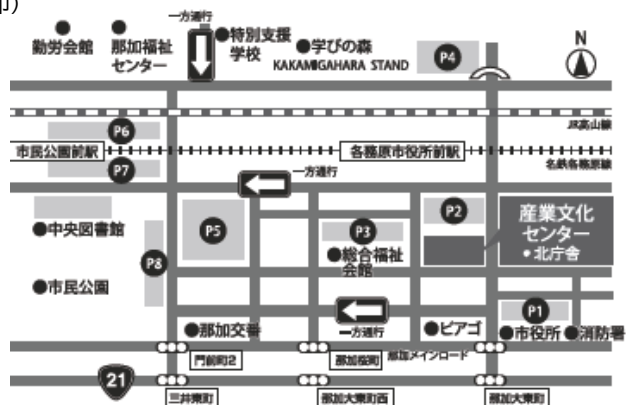 一方通行
N
●特別支援
学校
勤労会館
那加福祉
センター
●学びの森
KAKAMIGAHARA STAND
P4
JR高山線
P6
市民公園前駅
各務原市役所前駅
名鉄各務原線
P7
一方通行
P2
産業文化
センター
●北庁舎
P5
P3
●中央図書館
●総合福祉
会館
P8
●市民公園
P1
●那加交番
一方通行
●ピアゴ
●市役所
●消防署
門前町2
那加桜町
那加メインロード
21
三井東町
那加大東町西
那加大東町